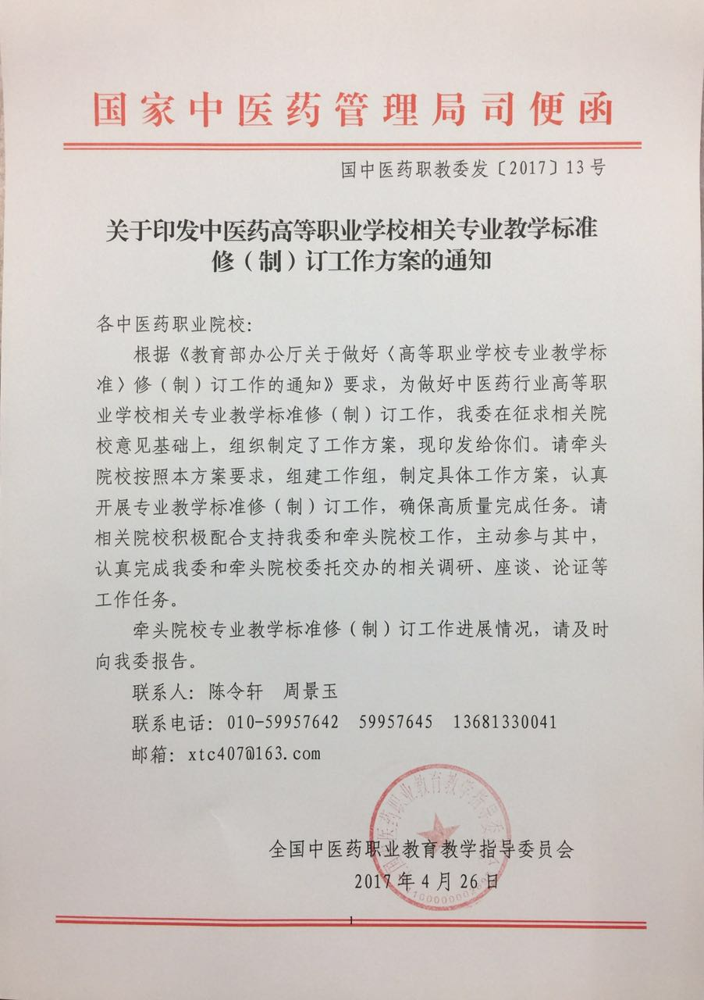 国家中医药管理局司便函
国中医药职教委发〔2017〕13号
关于印发中医药高等职业学校相关专业教学标准
修（制）订工作方案的通知
各中医药职业院校：
根据《教育部办公厅关于做好〈高等职业学校专业教学标
准〉修（制）订工作的通知》要求，为做好中医药行业高等职
业学校相关专业教学标准修（制）订工作，我委在征求相关院
校意见基础上，组织制定了工作方案，现印发给你们。请牵头
院校按照本方案要求，组建工作组，制定具体工作方案，认真
开展专业教学标准修（制）订工作，确保高质量完成任务。请
相关院校积极配合支持我委和牵头院校工作，主动参与其中，
认真完成我委和牵头院校委托交办的相关调研、座谈、论证等
工作任务。
牵头院校专业教学标准修（制）订工作进展情况，请及时
向我委报告。
联系人：陈令轩 周景玉
联系电话：010-59957642 59957645 13681330041
邮箱：xtc407@163.com
全国中医药职业教育教学指导委员会
2017年4月26日
1